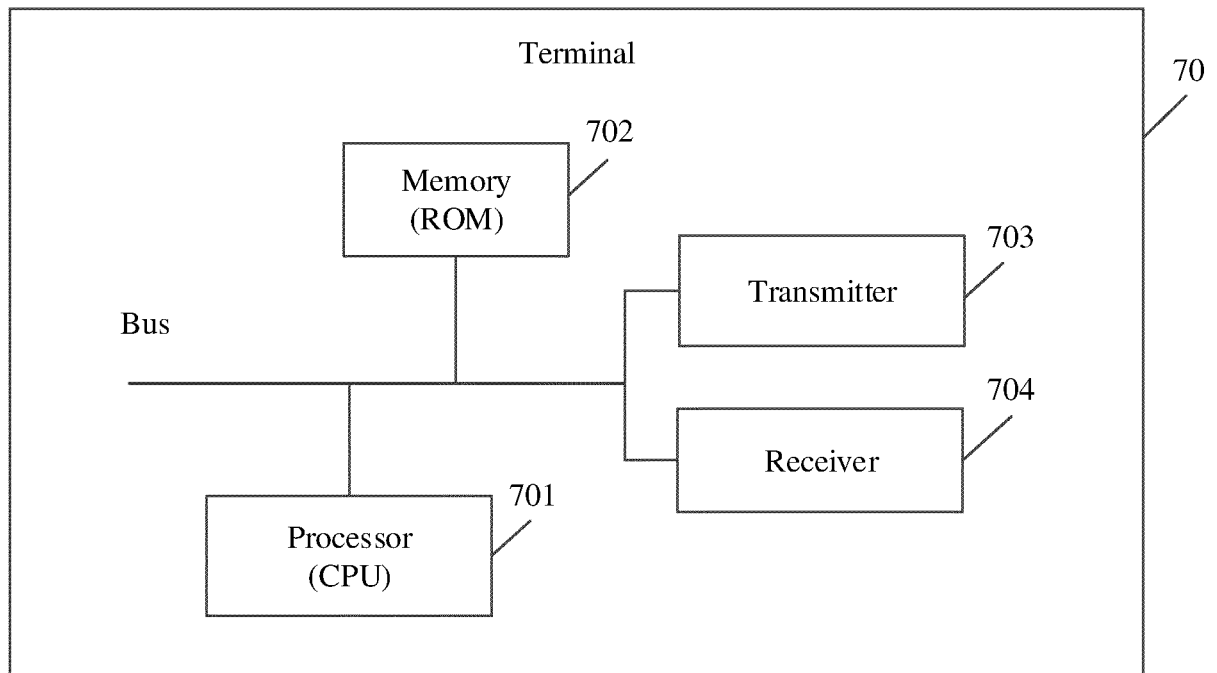 Terminal
70
702
Memory
(ROM)
703
Transmitter
Bus
704
Receiver
701
Processor
(CPU)